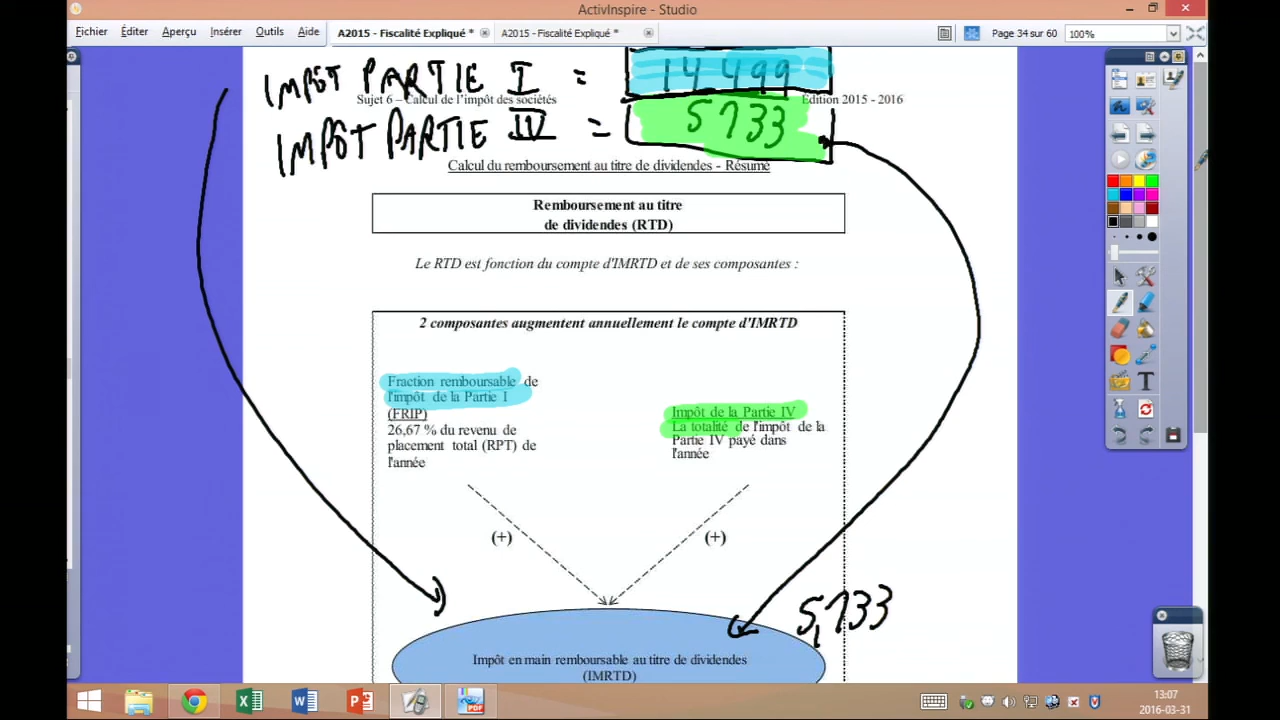 ActivInspire - Studio
Fichier Éditer Aperçu Insérer Outils Aide
A2015 - Fiscalité Expliqué * A2015 - Fiscalité Expliqué *
Page 34 sur 60 100%
IMPÔT PARTIE I = 14 499
Sujet 6 – Calcul de l'impôt des sociétés Édition 2015 - 2016
IMPÔT PARTIE IV = 5 733
Calcul du remboursement au titre de dividendes - Résumé
Remboursement au titre
de dividendes (RTD)
Le RTD est fonction du compte d'IMRTD et de ses composantes :
2 composantes augmentent annuellement le compte d'IMRTD
Fraction remboursable de
l'impôt de la Partie I
(FRIP)
26,67 % du revenu de
placement total (RPT) de
l'année
Impôt de la Partie IV
La totalité de l'impôt de la
Partie IV payé dans
l'année
(+) (+)
5,733
Impôt en main remboursable au titre de dividendes
(IMRTD)
13:07
2016-03-31